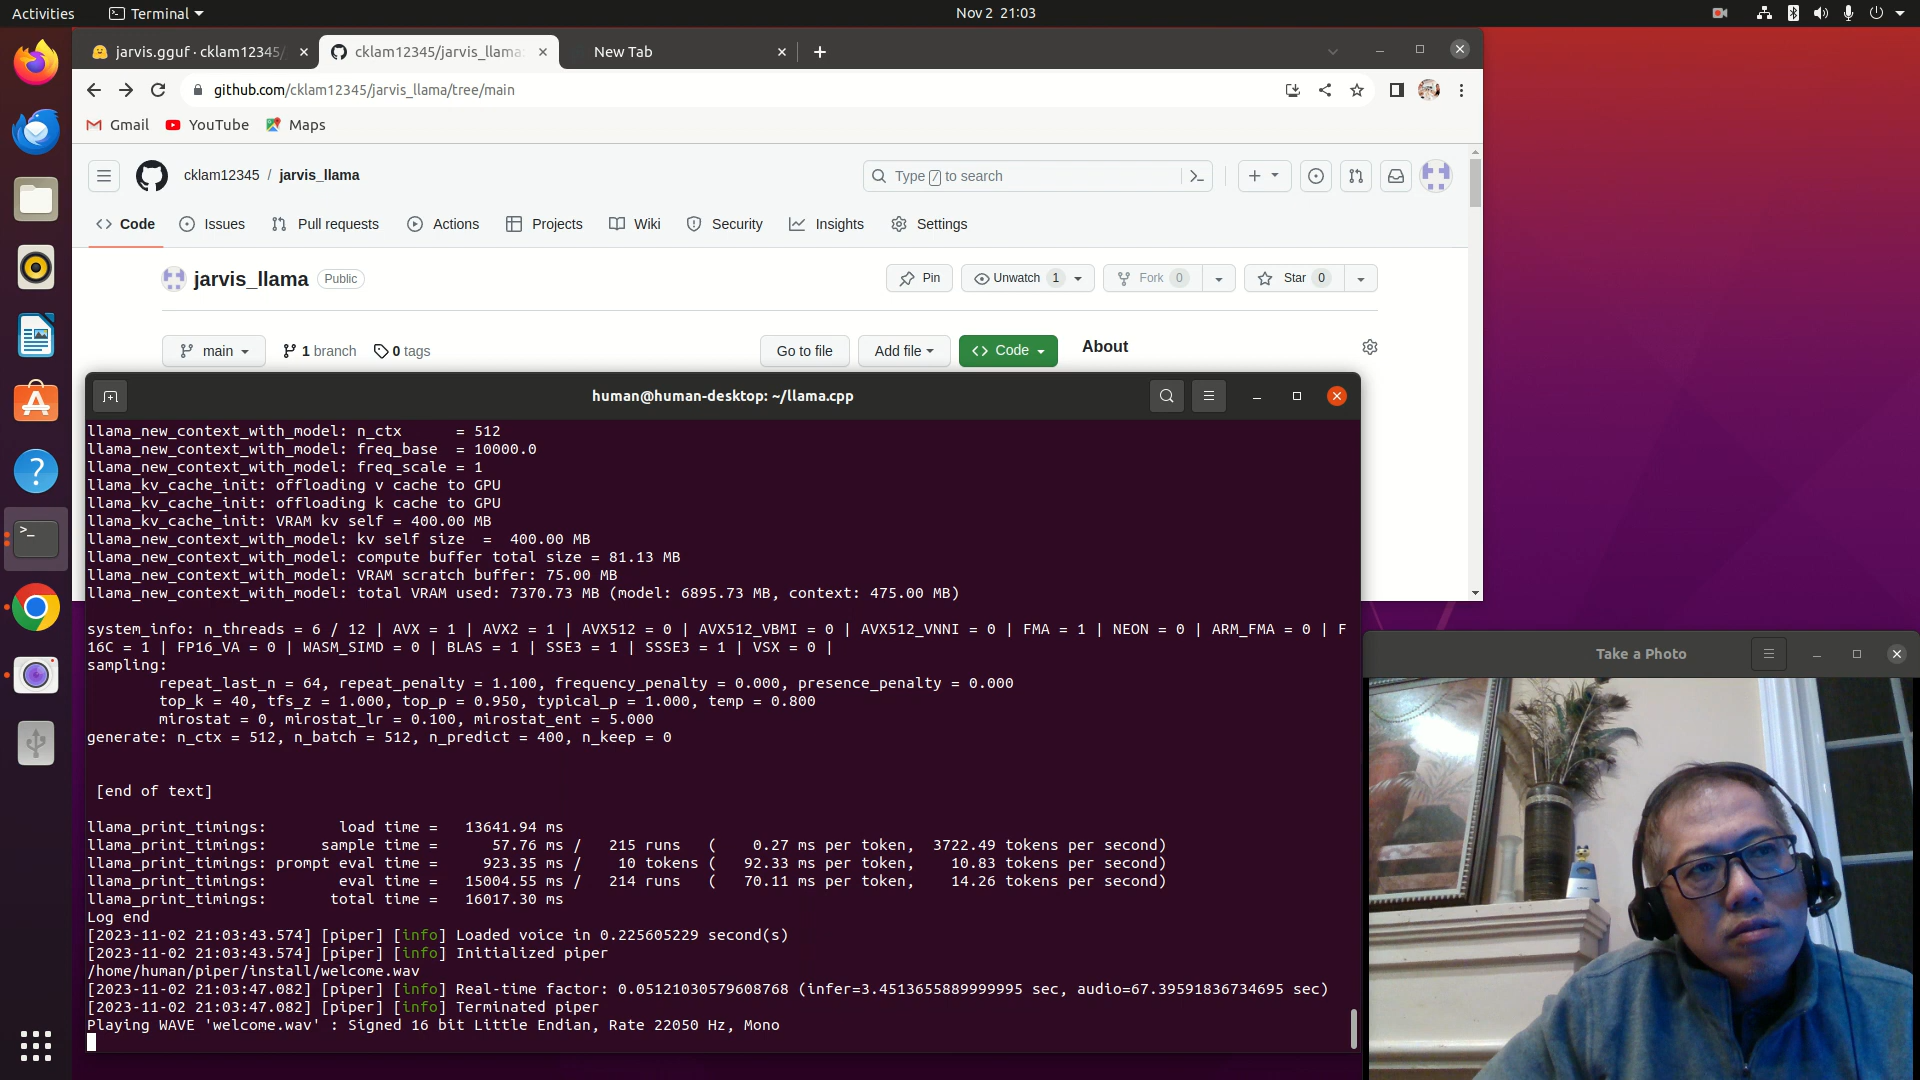 Activities
Terminal
Nov 2 21:03
jarvis.gguf · cklam12345/
cklam12345/jarvis_llama
New Tab
github.com/cklam12345/jarvis_llama/tree/main
Gmail
YouTube
Maps
cklam12345 / jarvis_llama
Type / to search
Code
Issues
Pull requests
Actions
Projects
Wiki
Security
Insights
Settings
jarvis_llama
Public
Pin
Unwatch 1
Fork 0
Star 0
main
1 branch
0 tags
Go to file
Add file
Code
About
human@human-desktop: ~/llama.cpp
llama_new_context_with_model: n_ctx      = 512
llama_new_context_with_model: freq_base  = 10000.0
llama_new_context_with_model: freq_scale = 1
llama_kv_cache_init: offloading v cache to GPU
llama_kv_cache_init: offloading k cache to GPU
llama_kv_cache_init: VRAM kv self = 400.00 MB
llama_new_context_with_model: kv self size  =  400.00 MB
llama_new_context_with_model: compute buffer total size = 81.13 MB
llama_new_context_with_model: VRAM scratch buffer: 75.00 MB
llama_new_context_with_model: total VRAM used: 7370.73 MB (model: 6895.73 MB, context: 475.00 MB)
system_info: n_threads = 6 / 12 | AVX = 1 | AVX2 = 1 | AVX512 = 0 | AVX512_VBMI = 0 | AVX512_VNNI = 0 | FMA = 1 | NEON = 0 | ARM_FMA = 0 | F
16C = 1 | FP16_VA = 0 | WASM_SIMD = 0 | BLAS = 1 | SSE3 = 1 | SSSE3 = 1 | VSX = 0 |
sampling:
repeat_last_n = 64, repeat_penalty = 1.100, frequency_penalty = 0.000, presence_penalty = 0.000
top_k = 40, tfs_z = 1.000, top_p = 0.950, typical_p = 1.000, temp = 0.800
mirostat = 0, mirostat_lr = 0.100, mirostat_ent = 5.000
generate: n_ctx = 512, n_batch = 512, n_predict = 400, n_keep = 0
[end of text]
llama_print_timings:        load time =   13641.94 ms
llama_print_timings:      sample time =      57.76 ms /   215 runs   (    0.27 ms per token,  3722.49 tokens per second)
llama_print_timings: prompt eval time =     923.35 ms /    10 tokens (   92.33 ms per token,    10.83 tokens per second)
llama_print_timings:        eval time =   15004.55 ms /   214 runs   (   70.11 ms per token,    14.26 tokens per second)
llama_print_timings:       total time =   16017.30 ms
Log end
[2023-11-02 21:03:43.574] [piper] [info] Loaded voice in 0.225605229 second(s)
[2023-11-02 21:03:43.574] [piper] [info] Initialized piper
/home/human/piper/install/welcome.wav
[2023-11-02 21:03:47.082] [piper] [info] Real-time factor: 0.05121030579608768 (infer=3.4513655889999995 sec, audio=67.39591836734695 sec)
[2023-11-02 21:03:47.082] [piper] [info] Terminated piper
Playing WAVE 'welcome.wav' : Signed 16 bit Little Endian, Rate 22050 Hz, Mono
Take a Photo